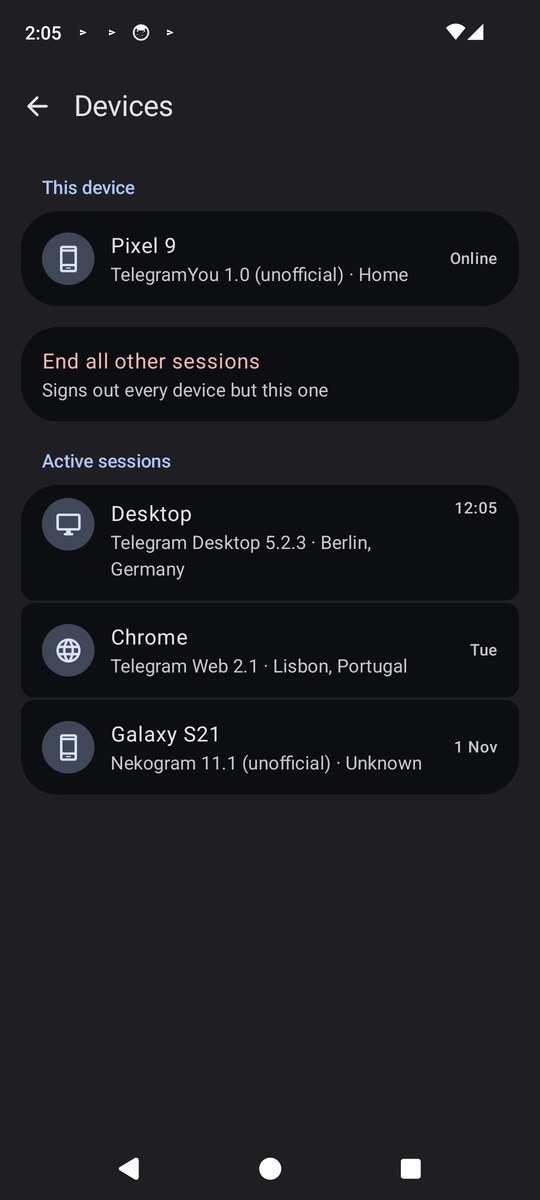 2:05
Devices
This device
Pixel 9
TelegramYou 1.0 (unofficial) · Home
Online
End all other sessions
Signs out every device but this one
Active sessions
Desktop
12:05
Telegram Desktop 5.2.3 · Berlin,
Germany
Chrome
Telegram Web 2.1 · Lisbon, Portugal
Tue
Galaxy S21
Nekogram 11.1 (unofficial) · Unknown
1 Nov